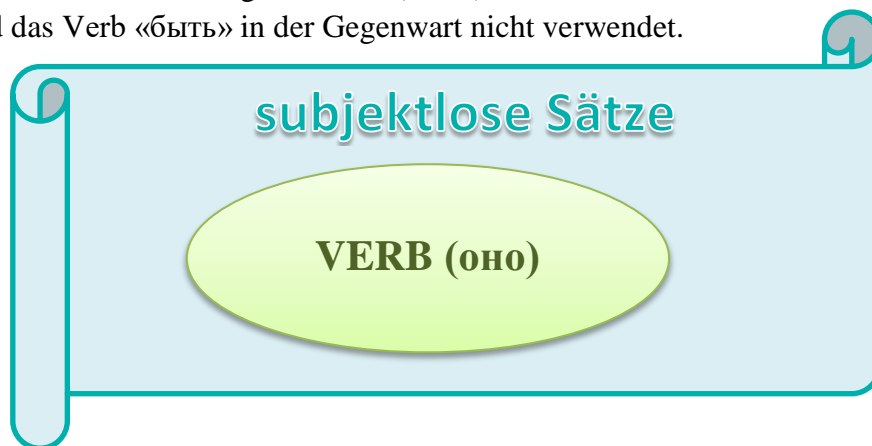 d das Verb «быть» in der Gegenwart nicht verwendet.
subjektlose Sätze
VERB (оно)